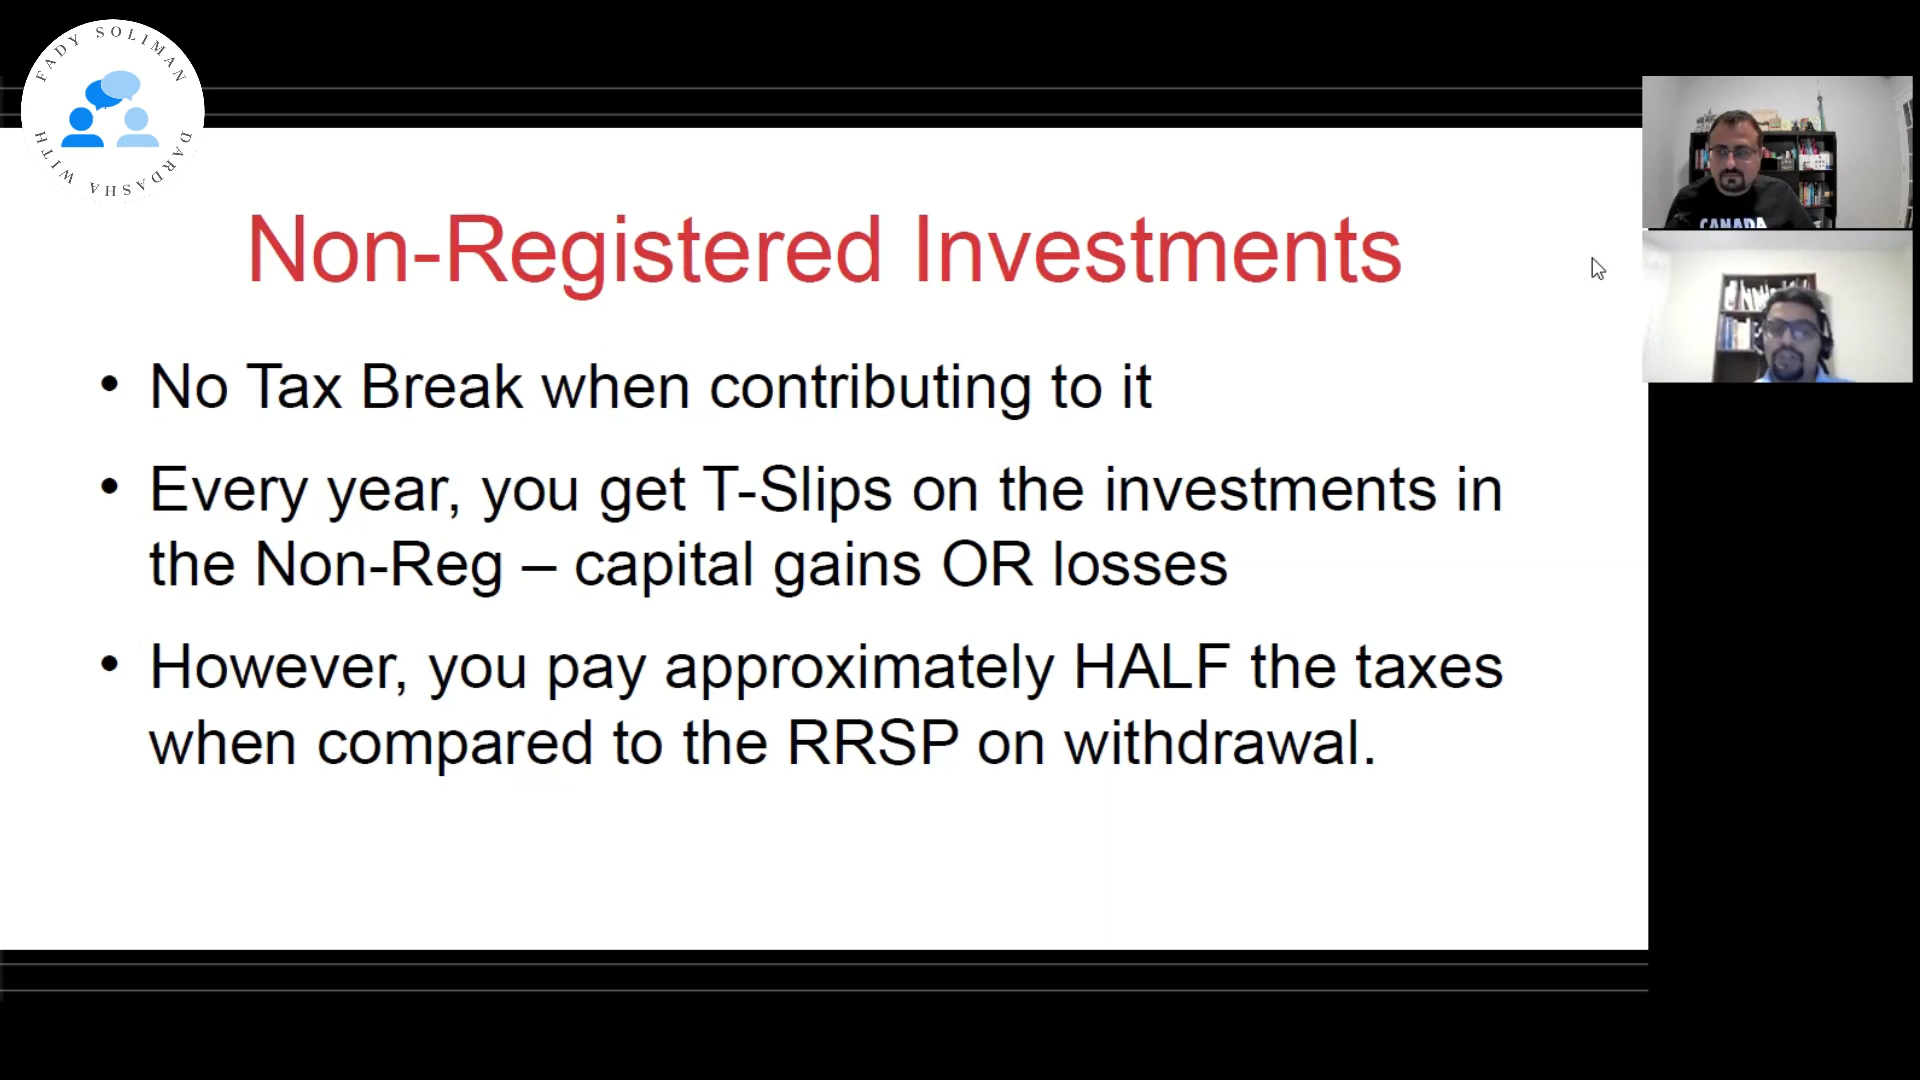 FADY SOLIMAN
DARDASHA WITH
Non-Registered Investments
• No Tax Break when contributing to it
• Every year, you get T-Slips on the investments in
the Non-Reg – capital gains OR losses
• However, you pay approximately HALF the taxes
when compared to the RRSP on withdrawal.
CANADA